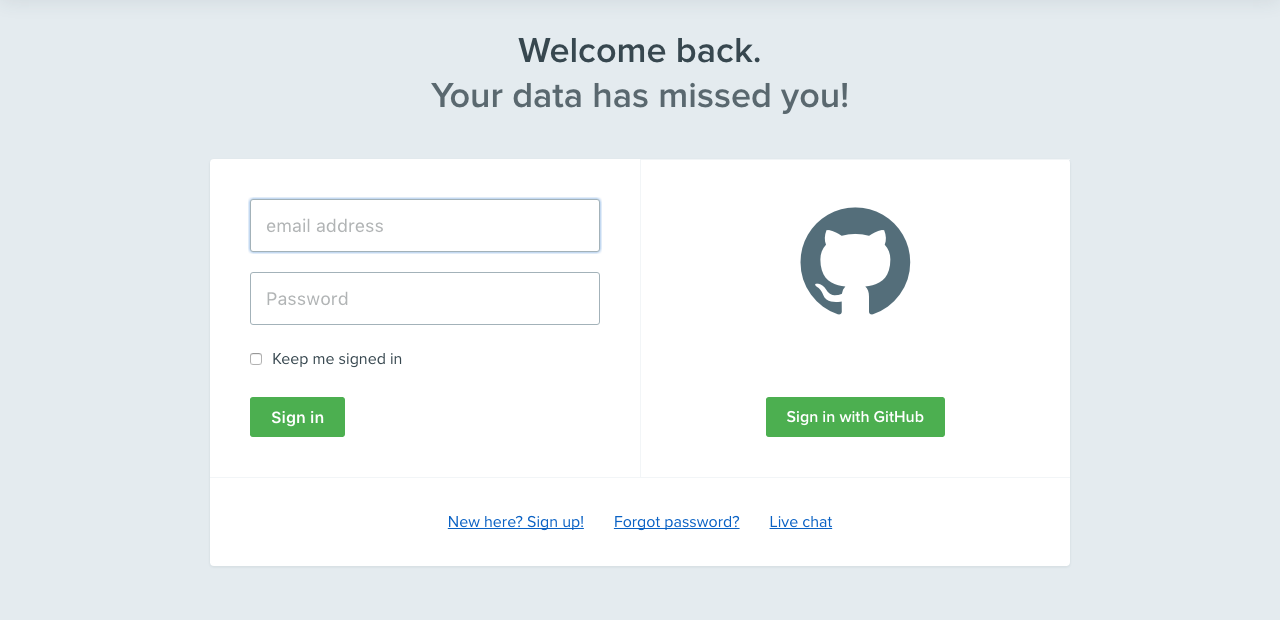 Welcome back.
Your data has missed you!
email address
Password
Keep me signed in
Sign in
Sign in with GitHub
New here? Sign up! Forgot password? Live chat